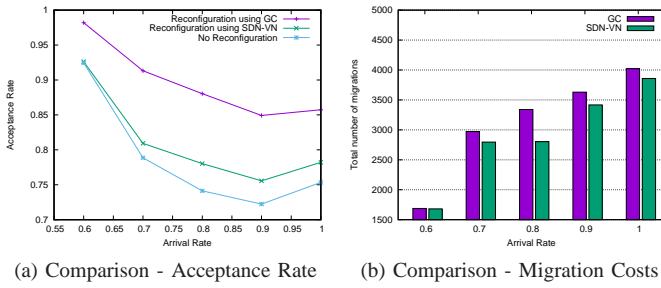 Acceptance Rate
1
0.95
0.9
0.85
0.8
0.75
0.7
Reconfiguration using GC
Reconfiguration using SDN-VN
No Reconfiguration
0.55 0.6 0.65 0.7 0.75 0.8 0.85 0.9 0.95 1
Arrival Rate
(a) Comparison - Acceptance Rate
Total number of migrations
5000
4500
4000
3500
3000
2500
2000
1500
GC
SDN-VN
0.6 0.7 0.8 0.9 1
Arrival Rate
(b) Comparison - Migration Costs